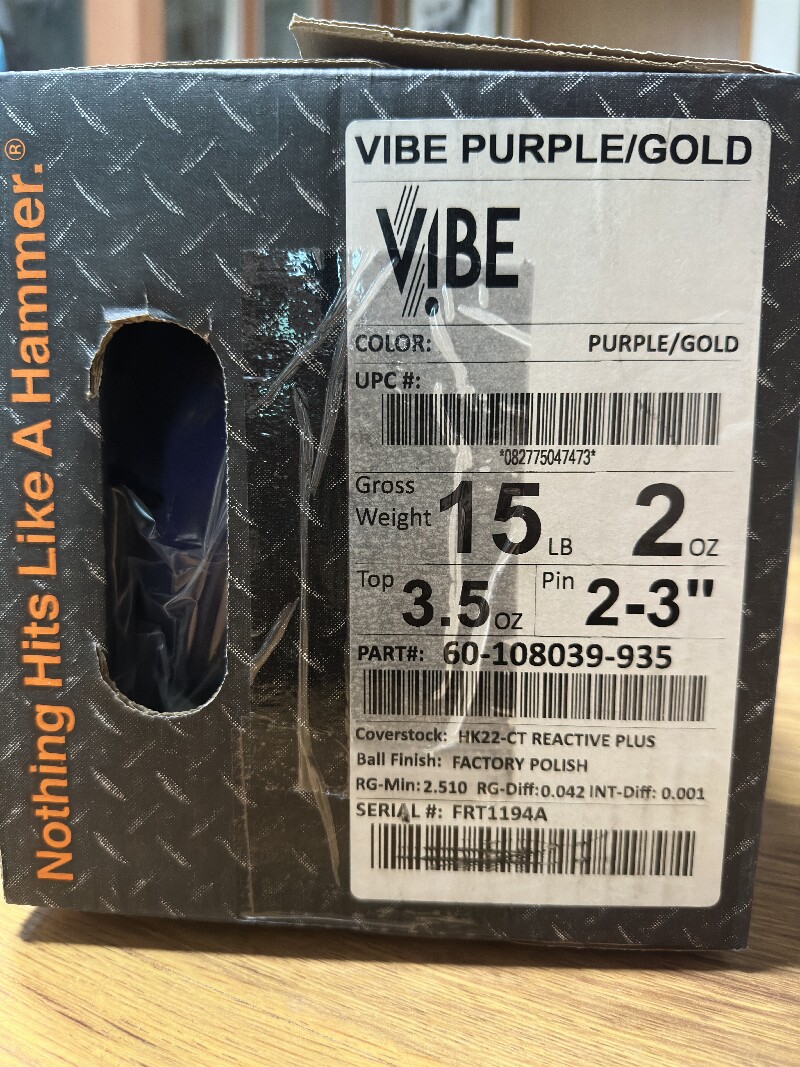 Nothing Hits Like A Hammer.®
VIBE PURPLE/GOLD
VIBE
COLOR: PURPLE/GOLD
UPC #:
*082775047473*
Gross Weight 15 LB 2 OZ
Top 3.5 OZ Pin 2-3"
PART#: 60-108039-935
Coverstock: HK22-CT REACTIVE PLUS
Ball Finish: FACTORY POLISH
RG-Min: 2.510 RG-Diff: 0.042 INT-Diff: 0.001
SERIAL #: FRT1194A